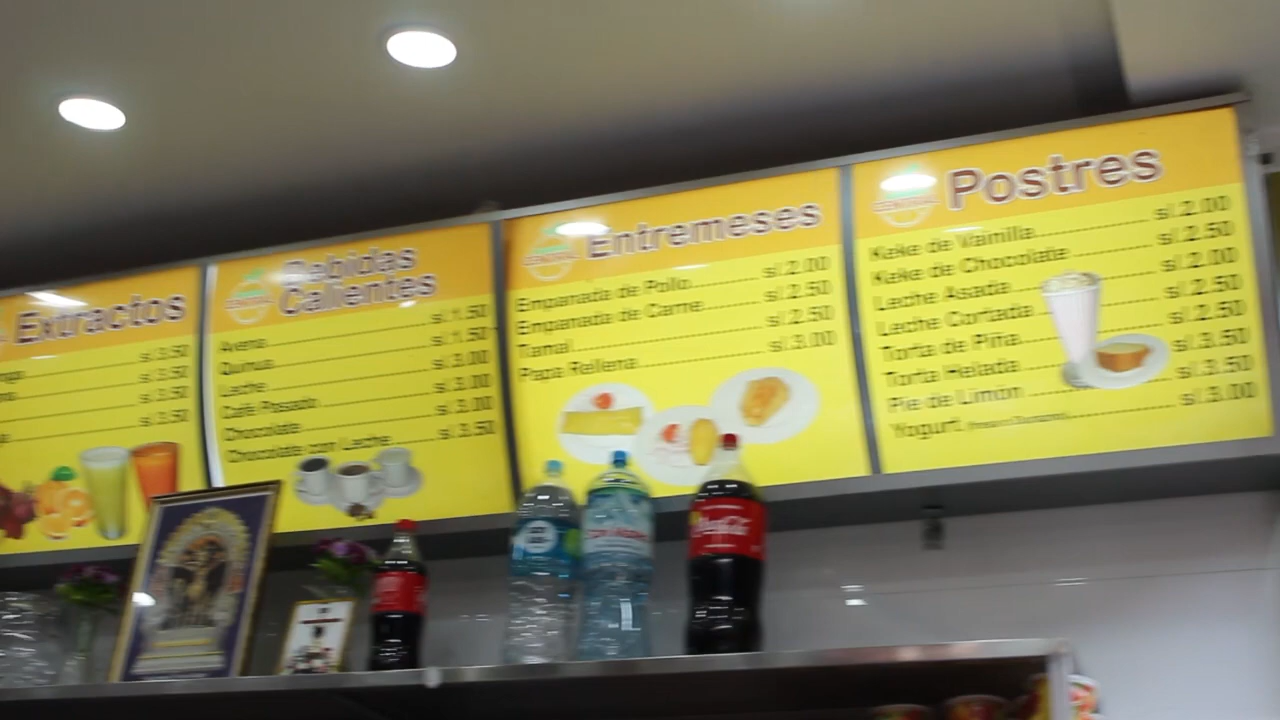 Extractos
s/.3.50
s/.3.50
s/.3.50
s/.3.50
Bebidas
Calientes
Avena s/.1.50
Quinua s/.1.50
Leche s/.3.00
Café Pasado s/.3.00
Chocolate s/.3.00
Chocolate con Leche s/.3.50
Entremeses
Empanada de Pollo s/.2.00
Empanada de Carne s/.2.50
Tamal s/.2.50
Papa Rellena s/.3.00
Postres
Keke de Vainilla s/.2.00
Keke de Chocolate s/.2.50
Leche Asada s/.2.00
Leche Cortada s/.2.50
Torta de Piña s/.3.50
Torta Helada s/.3.50
Pie de Limón s/.3.00
Yogurt
Coca-Cola